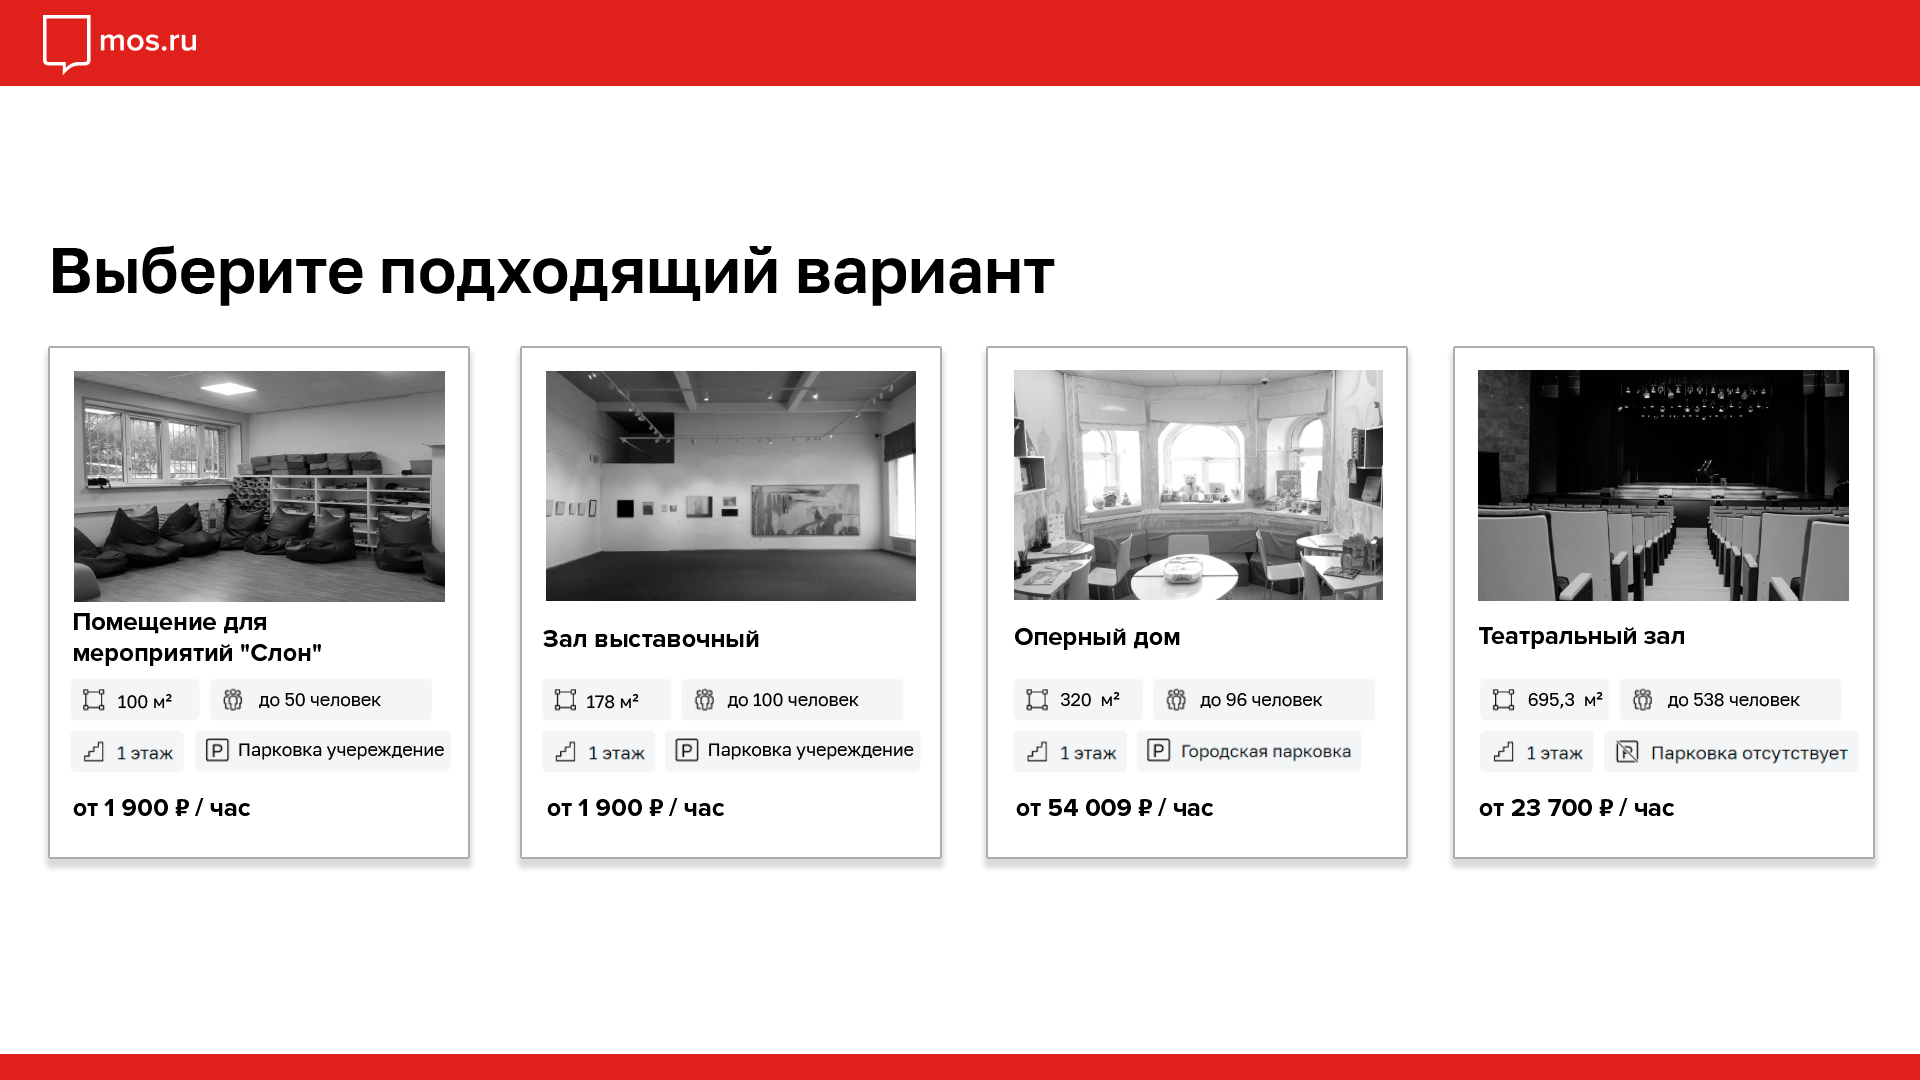 mos.ru
Выберите подходящий вариант
Помещение для
мероприятий "Слон"
100 м²
до 50 человек
1 этаж
Парковка учереждение
от 1 900 ₽ / час
Зал выставочный
178 м²
до 100 человек
1 этаж
Парковка учереждение
от 1 900 ₽ / час
Оперный дом
320 м²
до 96 человек
1 этаж
Городская парковка
от 54 009 ₽ / час
Театральный зал
695,3 м²
до 538 человек
1 этаж
Парковка отсутствует
от 23 700 ₽ / час